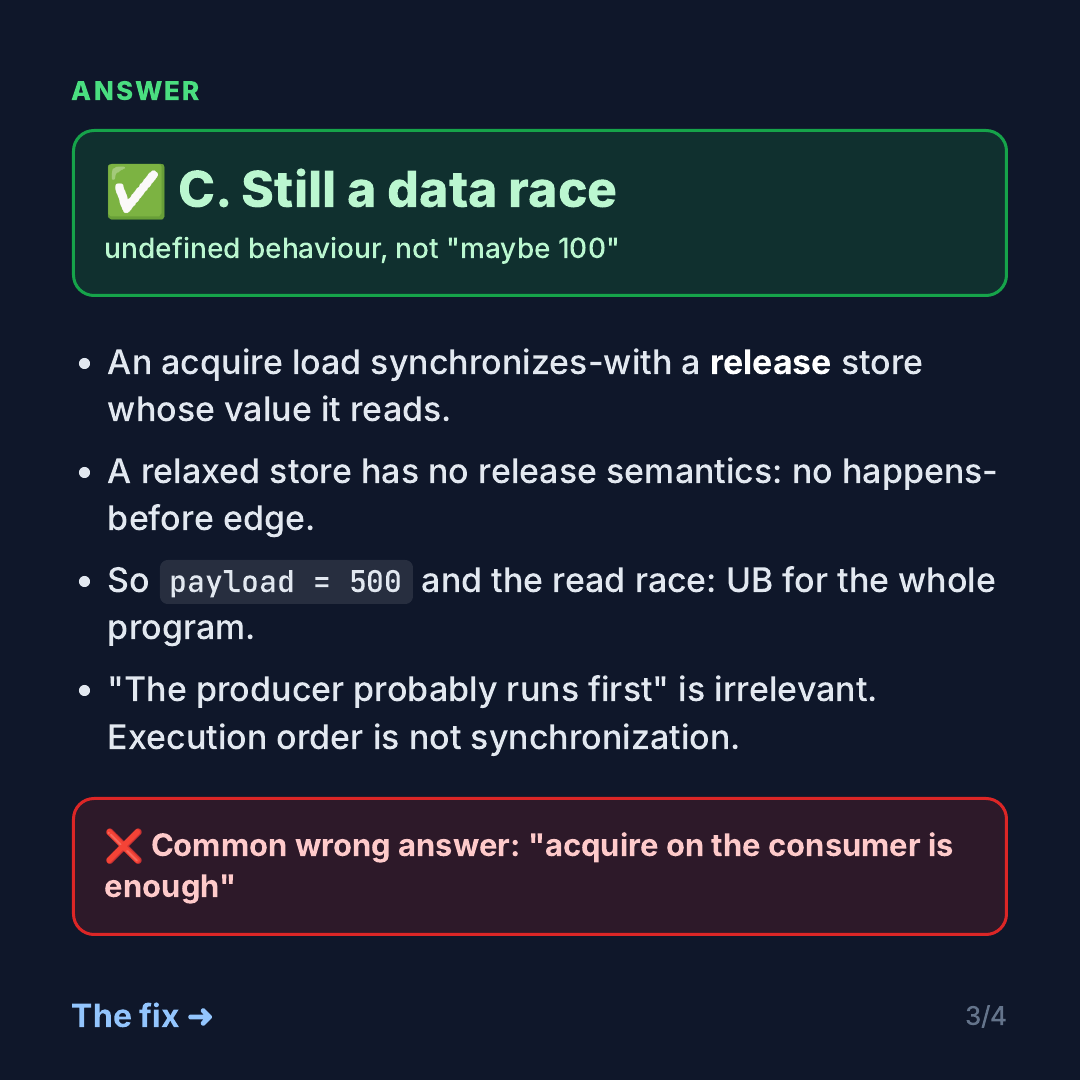 ANSWER
✅ C. Still a data race
undefined behaviour, not "maybe 100"
• An acquire load synchronizes-with a release store
whose value it reads.
• A relaxed store has no release semantics: no happens-
before edge.
• So payload = 500 and the read race: UB for the whole
program.
• "The producer probably runs first" is irrelevant.
Execution order is not synchronization.
❌ Common wrong answer: "acquire on the consumer is
enough"
The fix ➜
3/4